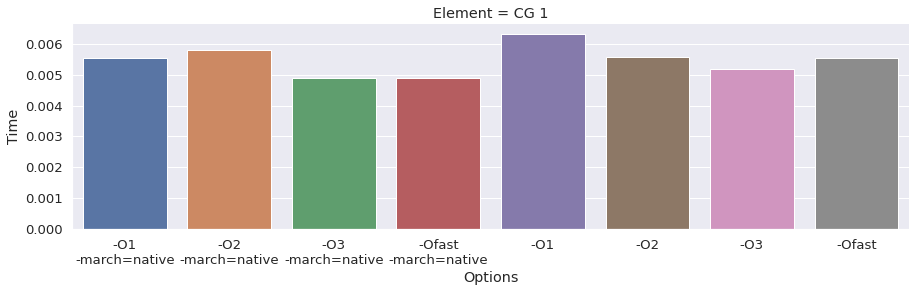 Element = CG 1
0.006
0.005
0.004
0.003
0.002
0.001
0.000
Time
-O1 -O2 -O3 -Ofast -O1 -O2 -O3 -Ofast
-march=native -march=native -march=native -march=native
Options